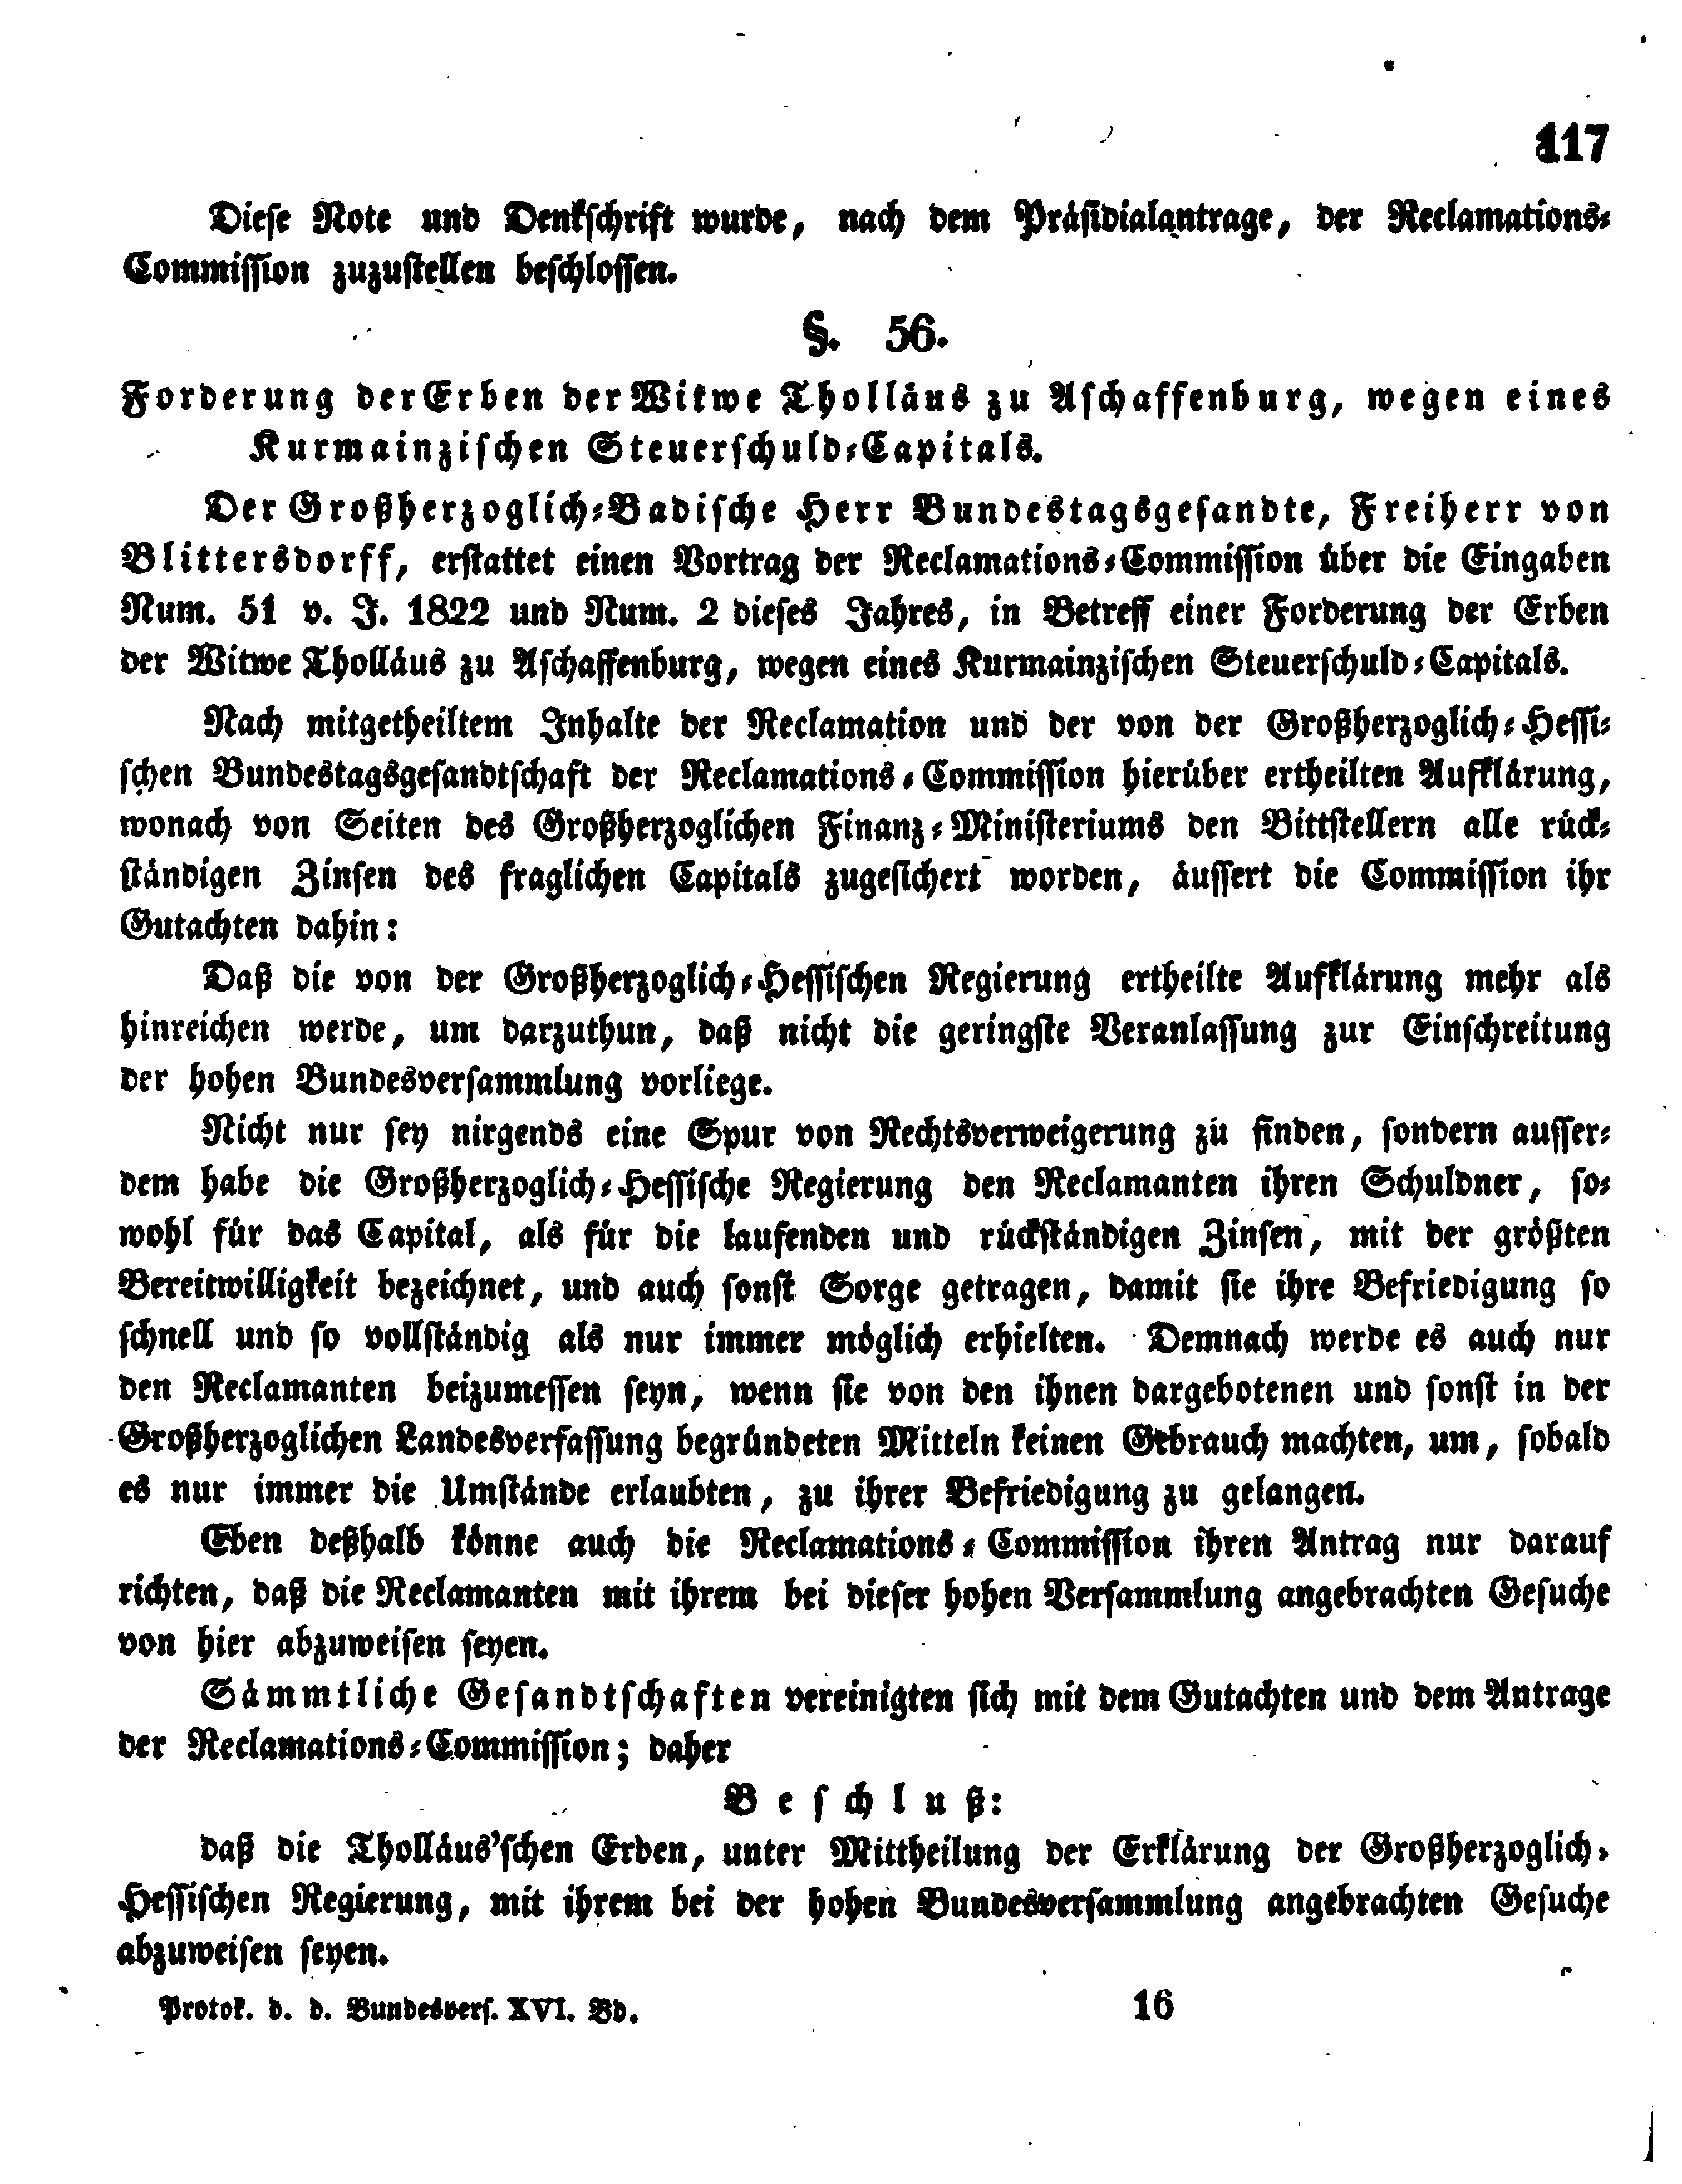 117
Diese Note und Denkschrift wurde, nach dem Präsidialantrage, der Reclamations-
Commission zuzustellen beschlossen.
§. 56.
Forderung der Erben der Witwe Tholläus zu Aschaffenburg, wegen eines
Kurmainzischen Steuerschuld-Capitals.
Der Großherzoglich-Badische Herr Bundestagsgesandte, Freiherr von
Blittersdorff, erstattet einen Vortrag der Reclamations-Commission über die Eingaben
Num. 51 v. J. 1822 und Num. 2 dieses Jahres, in Betreff einer Forderung der Erben
der Witwe Tholläus zu Aschaffenburg, wegen eines Kurmainzischen Steuerschuld-Capitals.
Nach mitgetheiltem Inhalte der Reclamation und der von der Großherzoglich-Hessi-
schen Bundestagsgesandtschaft der Reclamations-Commission hierüber ertheilten Aufklärung,
wonach von Seiten des Großherzoglichen Finanz-Ministeriums den Bittstellern alle rück-
ständigen Zinsen des fraglichen Capitals zugesichert worden, äussert die Commission ihr
Gutachten dahin:
Daß die von der Großherzoglich-Hessischen Regierung ertheilte Aufklärung mehr als
hinreichen werde, um darzuthun, daß nicht die geringste Veranlassung zur Einschreitung
der hohen Bundesversammlung vorliege.
Nicht nur sey nirgends eine Spur von Rechtsverweigerung zu finden, sondern ausser-
dem habe die Großherzoglich-Hessische Regierung den Reclamanten ihren Schuldner, so-
wohl für das Capital, als für die laufenden und rückständigen Zinsen, mit der größten
Bereitwilligkeit bezeichnet, und auch sonst Sorge getragen, damit sie ihre Befriedigung so
schnell und so vollständig als nur immer möglich erhielten. Demnach werde es auch nur
den Reclamanten beizumessen seyn, wenn sie von den ihnen dargebotenen und sonst in der
Großherzoglichen Landesverfassung begründeten Mitteln keinen Gebrauch machten, um, sobald
es nur immer die Umstände erlaubten, zu ihrer Befriedigung zu gelangen.
Eben deßhalb könne auch die Reclamations-Commission ihren Antrag nur darauf
richten, daß die Reclamanten mit ihrem bei dieser hohen Versammlung angebrachten Gesuche
von hier abzuweisen seyen.
Sämmtliche Gesandtschaften vereinigten sich mit dem Gutachten und dem Antrage
der Reclamations-Commission; daher
Beschluß:
daß die Tholläus'schen Erben, unter Mittheilung der Erklärung der Großherzoglich-
Hessischen Regierung, mit ihrem bei der hohen Bundesversammlung angebrachten Gesuche
abzuweisen seyen.
Protok. d. d. Bundesvers. XVI. Bd. 16